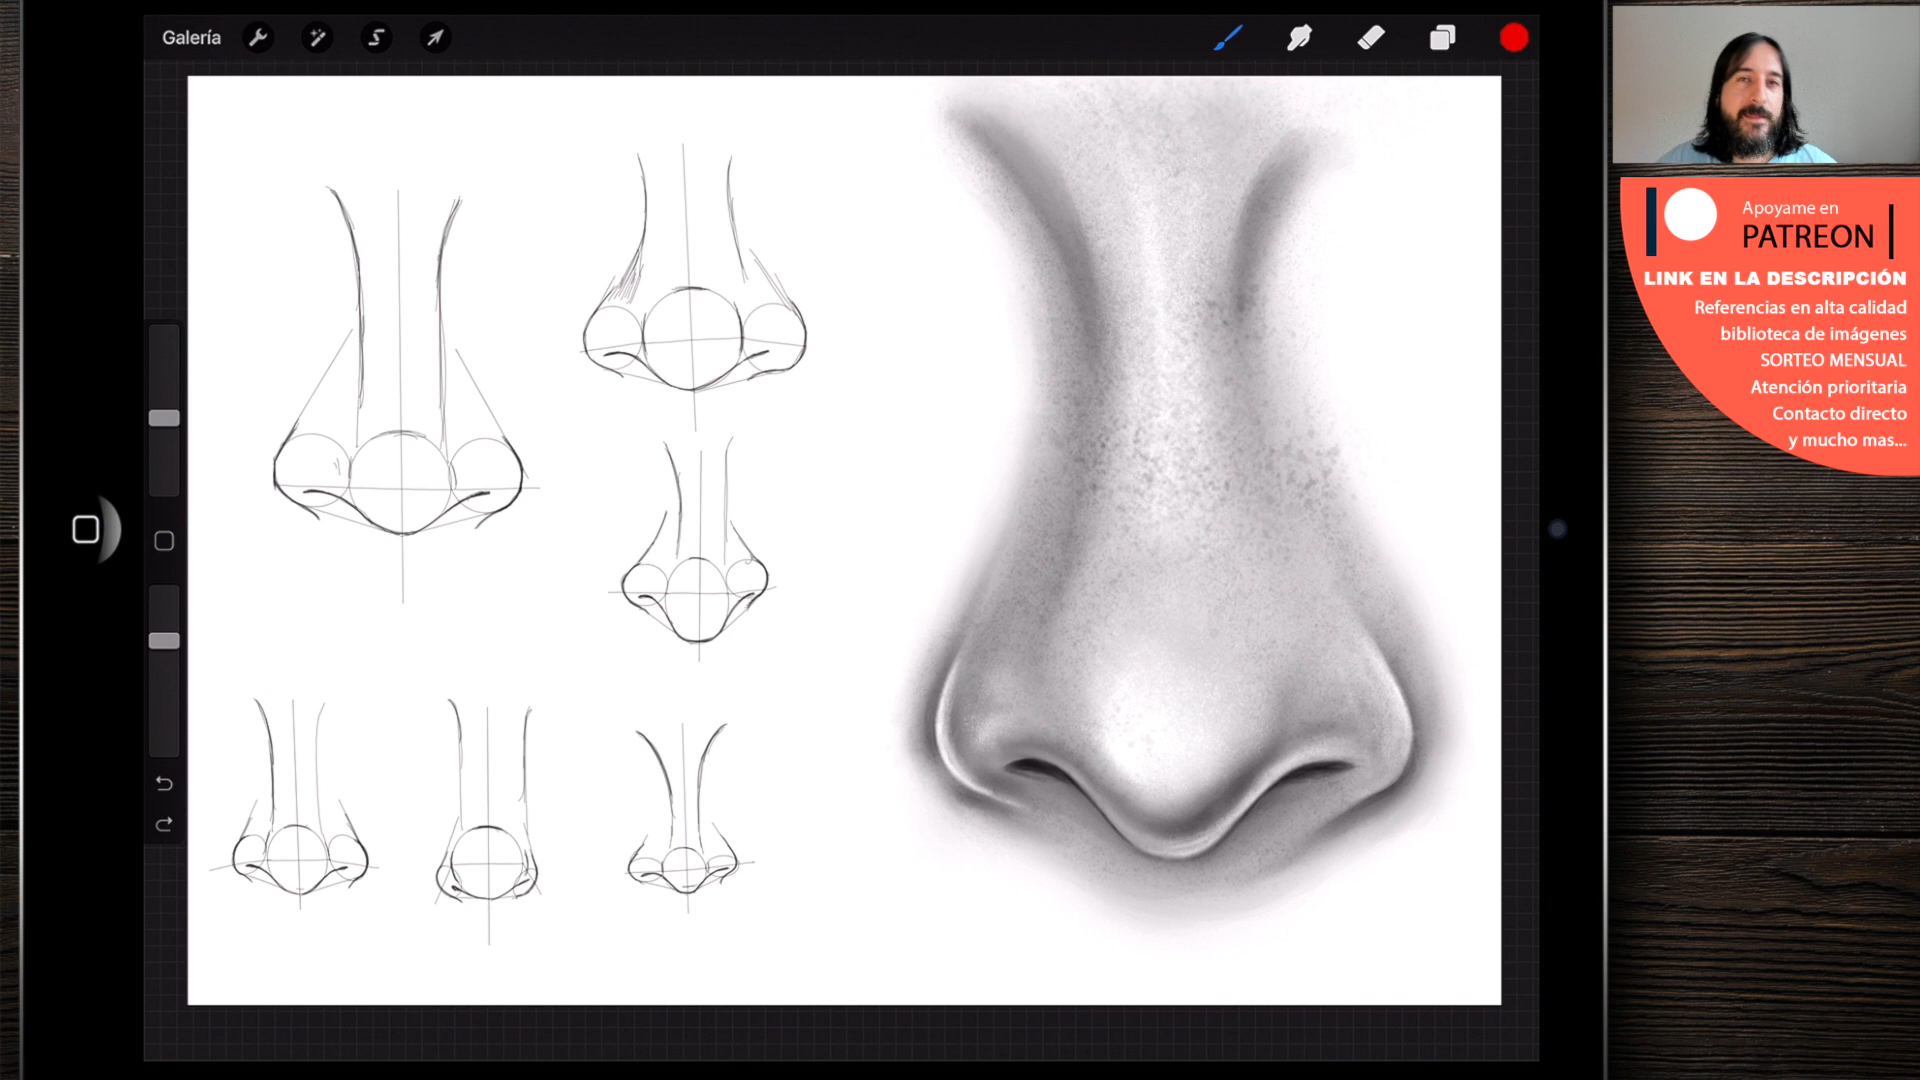 Galería
Apoyame en
PATREON
LINK EN LA DESCRIPCIÓN
Referencias en alta calidad
biblioteca de imágenes
SORTEO MENSUAL
Atención prioritaria
Contacto directo
y mucho mas...